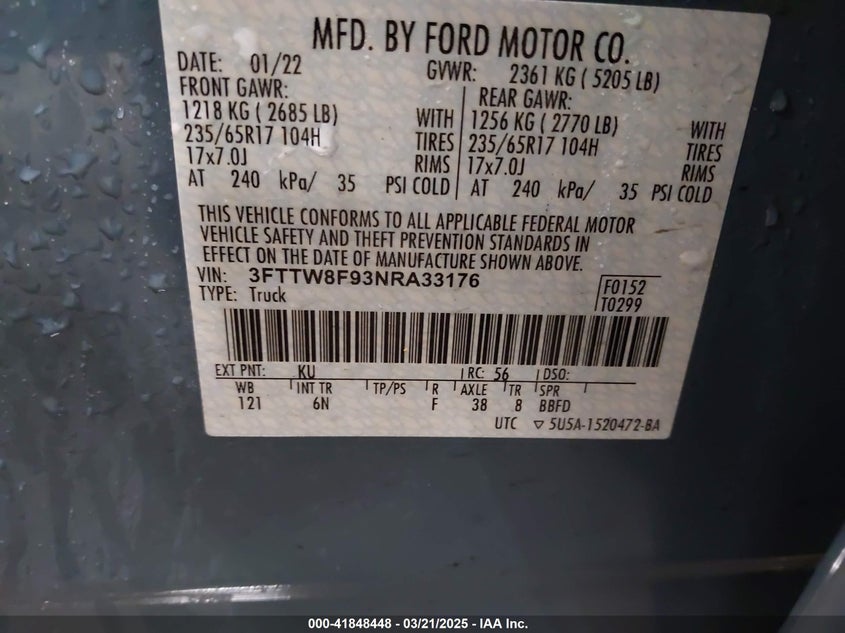 MFD. BY FORD MOTOR CO.
DATE: 01/22 GVWR: 2361 KG ( 5205 LB)
FRONT GAWR: REAR GAWR:
1218 KG ( 2685 LB) WITH 1256 KG ( 2770 LB) WITH
235/65R17 104H TIRES 235/65R17 104H TIRES
17x7.0J RIMS 17x7.0J RIMS
AT 240 kPa/ 35 PSI COLD AT 240 kPa/ 35 PSI COLD
THIS VEHICLE CONFORMS TO ALL APPLICABLE FEDERAL MOTOR
VEHICLE SAFETY AND THEFT PREVENTION STANDARDS IN
EFFECT ON THE DATE OF MANUFACTURE SHOWN ABOVE.
VIN: 3FTTW8F93NRA33176 F0152
TYPE: Truck T0299
EXT PNT: KU RC: 56 DSO:
WB INT TR TP/PS R AXLE TR SPR
121 6N F 38 8 BBFD
UTC ▽ 5U5A-1520472-BA
000-41848448 - 03/21/2025 - IAA Inc.